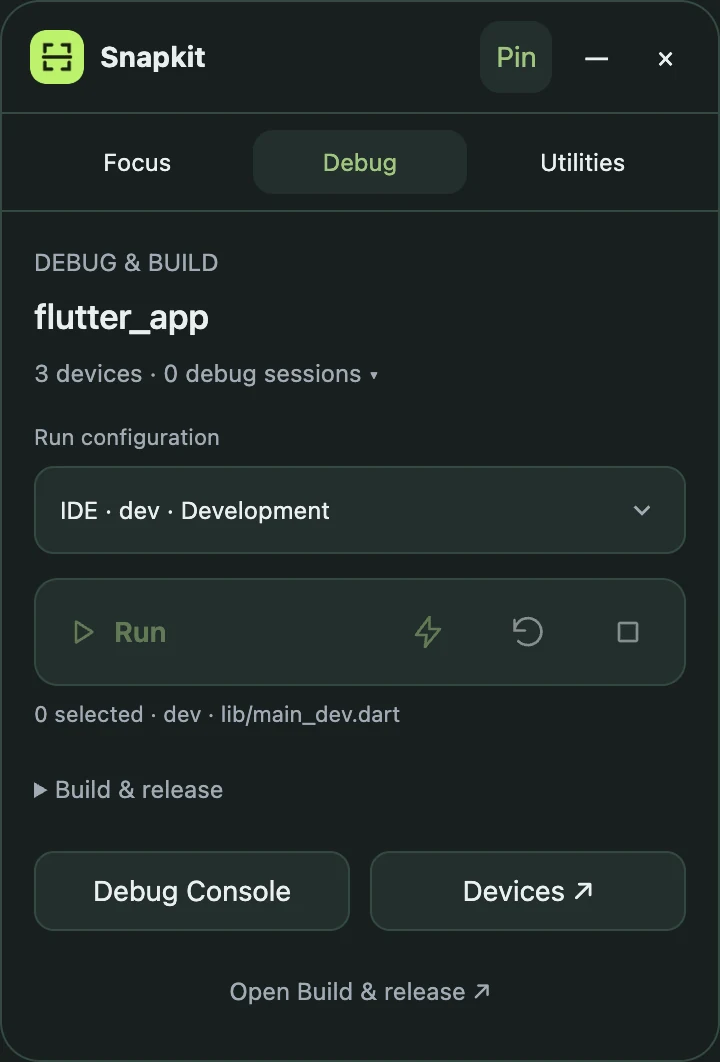 Snapkit
Pin
Focus Debug Utilities
DEBUG & BUILD
flutter_app
3 devices · 0 debug sessions ▾
Run configuration
IDE · dev · Development
Run
0 selected · dev · lib/main_dev.dart
▶ Build & release
Debug Console Devices ↗
Open Build & release ↗